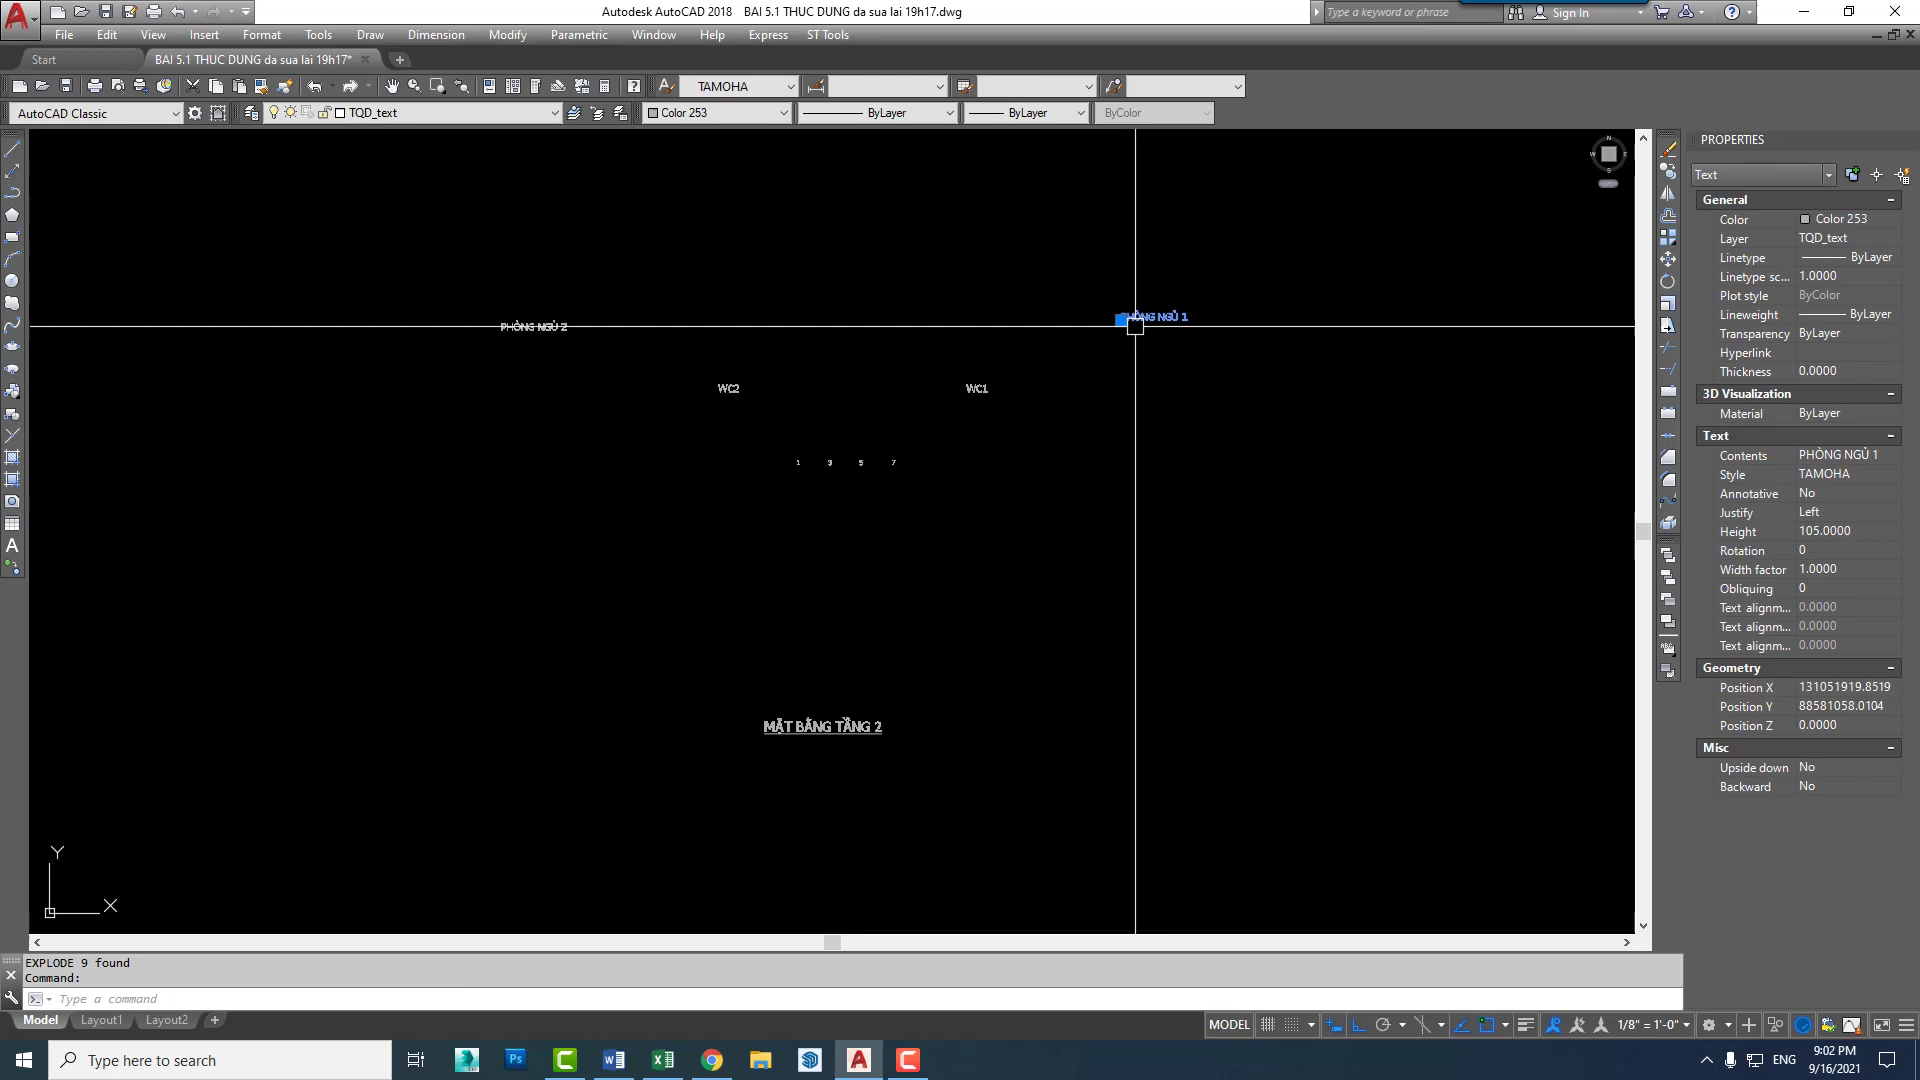 Autodesk AutoCAD 2018 BAI 5.1 THUC DUNG da sua lai 19h17.dwg
Type a keyword or phrase
Sign In
File Edit View Insert Format Tools Draw Dimension Modify Parametric Window Help Express ST Tools
Start
BAI 5.1 THUC DUNG da sua lai 19h17*
TAMOHA
AutoCAD Classic
TQD_text
Color 253
ByLayer
ByLayer
ByColor
PROPERTIES
Text
General
Color Color 253
Layer TQD_text
Linetype ByLayer
Linetype sc... 1.0000
Plot style ByColor
Lineweight ByLayer
Transparency ByLayer
Hyperlink
Thickness 0.0000
3D Visualization
Material ByLayer
Text
Contents PHÒNG NGỦ 1
Style TAMOHA
Annotative No
Justify Left
Height 105.0000
Rotation 0
Width factor 1.0000
Obliquing 0
Text alignm... 0.0000
Text alignm... 0.0000
Text alignm... 0.0000
Geometry
Position X 131051919.8519
Position Y 88581058.0104
Position Z 0.0000
Misc
Upside down No
Backward No
N
W E
S
PHÒNG NGỦ 1
PHÒNG NGỦ 2
WC2 WC1
1 3 5 7
MẶT BẰNG TẦNG 2
Y
X
EXPLODE 9 found
Command:
Type a command
Model Layout1 Layout2
MODEL
1/8" = 1'-0"
Type here to search
Ps
ENG
9:02 PM
9/16/2021